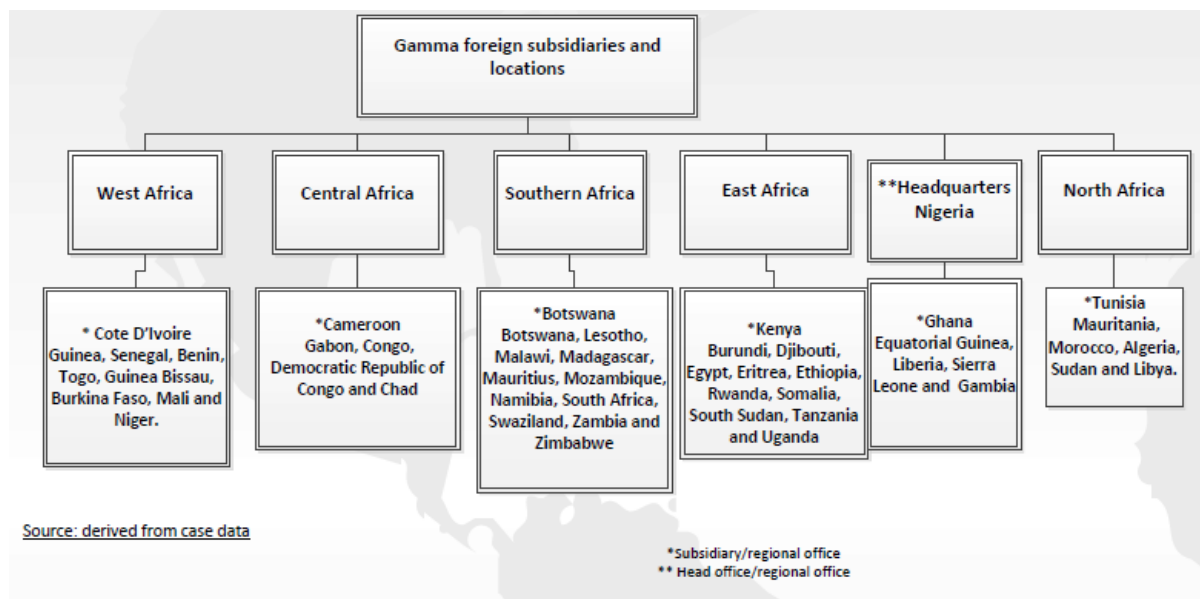 Gamma foreign subsidiaries and
locations
West Africa
Central Africa
Southern Africa
East Africa
**Headquarters
Nigeria
North Africa
* Cote D'Ivoire
Guinea, Senegal, Benin,
Togo, Guinea Bissau,
Burkina Faso, Mali and
Niger.
*Cameroon
Gabon, Congo,
Democratic Republic of
Congo and Chad
*Botswana
Botswana, Lesotho,
Malawi, Madagascar,
Mauritius, Mozambique,
Namibia, South Africa,
Swaziland, Zambia and
Zimbabwe
*Kenya
Burundi, Djibouti,
Egypt, Eritrea, Ethiopia,
Rwanda, Somalia,
South Sudan, Tanzania
and Uganda
*Ghana
Equatorial Guinea,
Liberia, Sierra
Leone and Gambia
*Tunisia
Mauritania,
Morocco, Algeria,
Sudan and Libya.
Source: derived from case data
*Subsidiary/regional office
** Head office/regional office